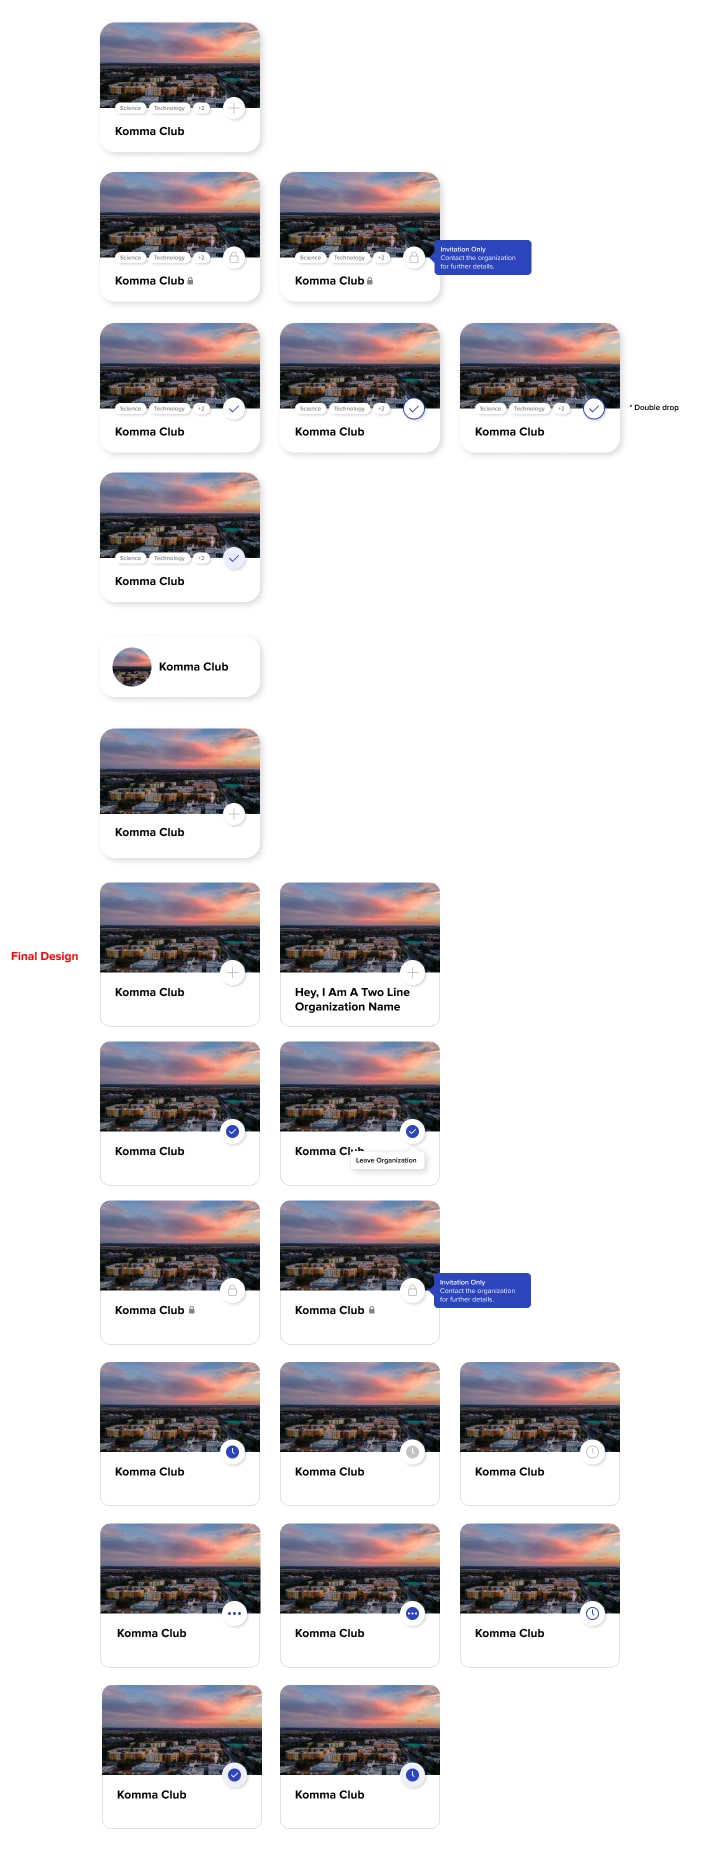 Science Technology +2
Komma Club
Science Technology +2
Komma Club
Science Technology +2
Komma Club
Invitation Only
Contact the organization
for further details.
Science Technology +2
Komma Club
Science Technology +2
Komma Club
Science Technology +2
Komma Club
* Double drop
Science Technology +2
Komma Club
Komma Club
Komma Club
Final Design
Komma Club
Hey, I Am A Two Line
Organization Name
Komma Club
Komma Club
Leave Organization
Komma Club
Komma Club
Invitation Only
Contact the organization
for further details.
Komma Club
Komma Club
Komma Club
Komma Club
Komma Club
Komma Club
Komma Club
Komma Club